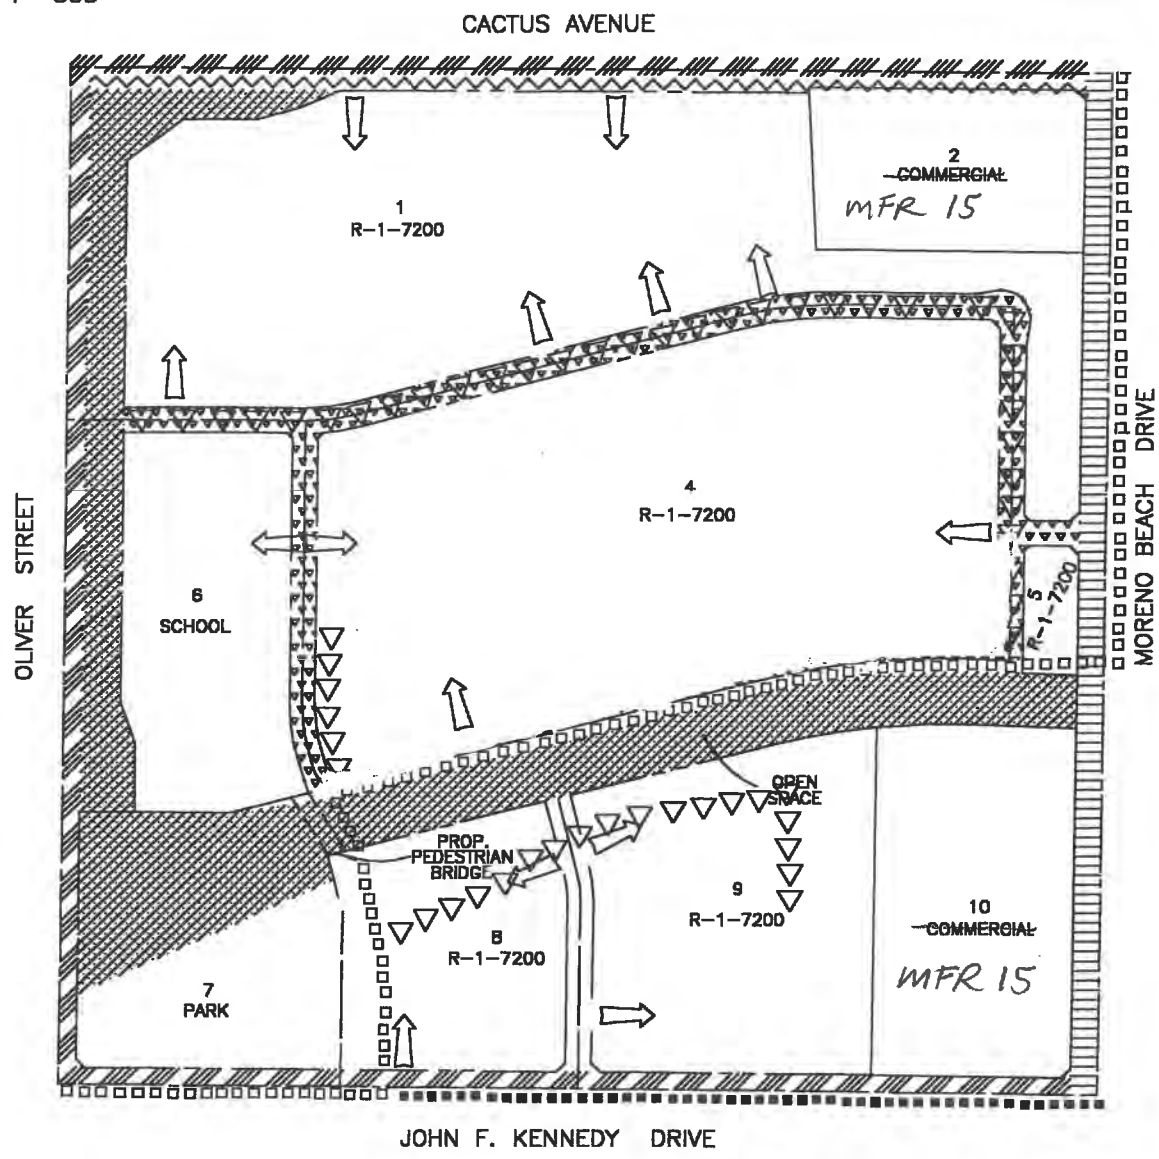 CACTUS AVENUE
2
COMMERCIAL
MFR 15
1
R-1-7200
4
R-1-7200
MORENO BEACH DRIVE
OLIVER STREET
6
SCHOOL
5
R-1-7200
OPEN
SPACE
PROP.
PEDESTRIAN
BRIDGE
9
R-1-7200
10
COMMERCIAL
MFR 15
8
R-1-7200
7
PARK
JOHN F. KENNEDY DRIVE